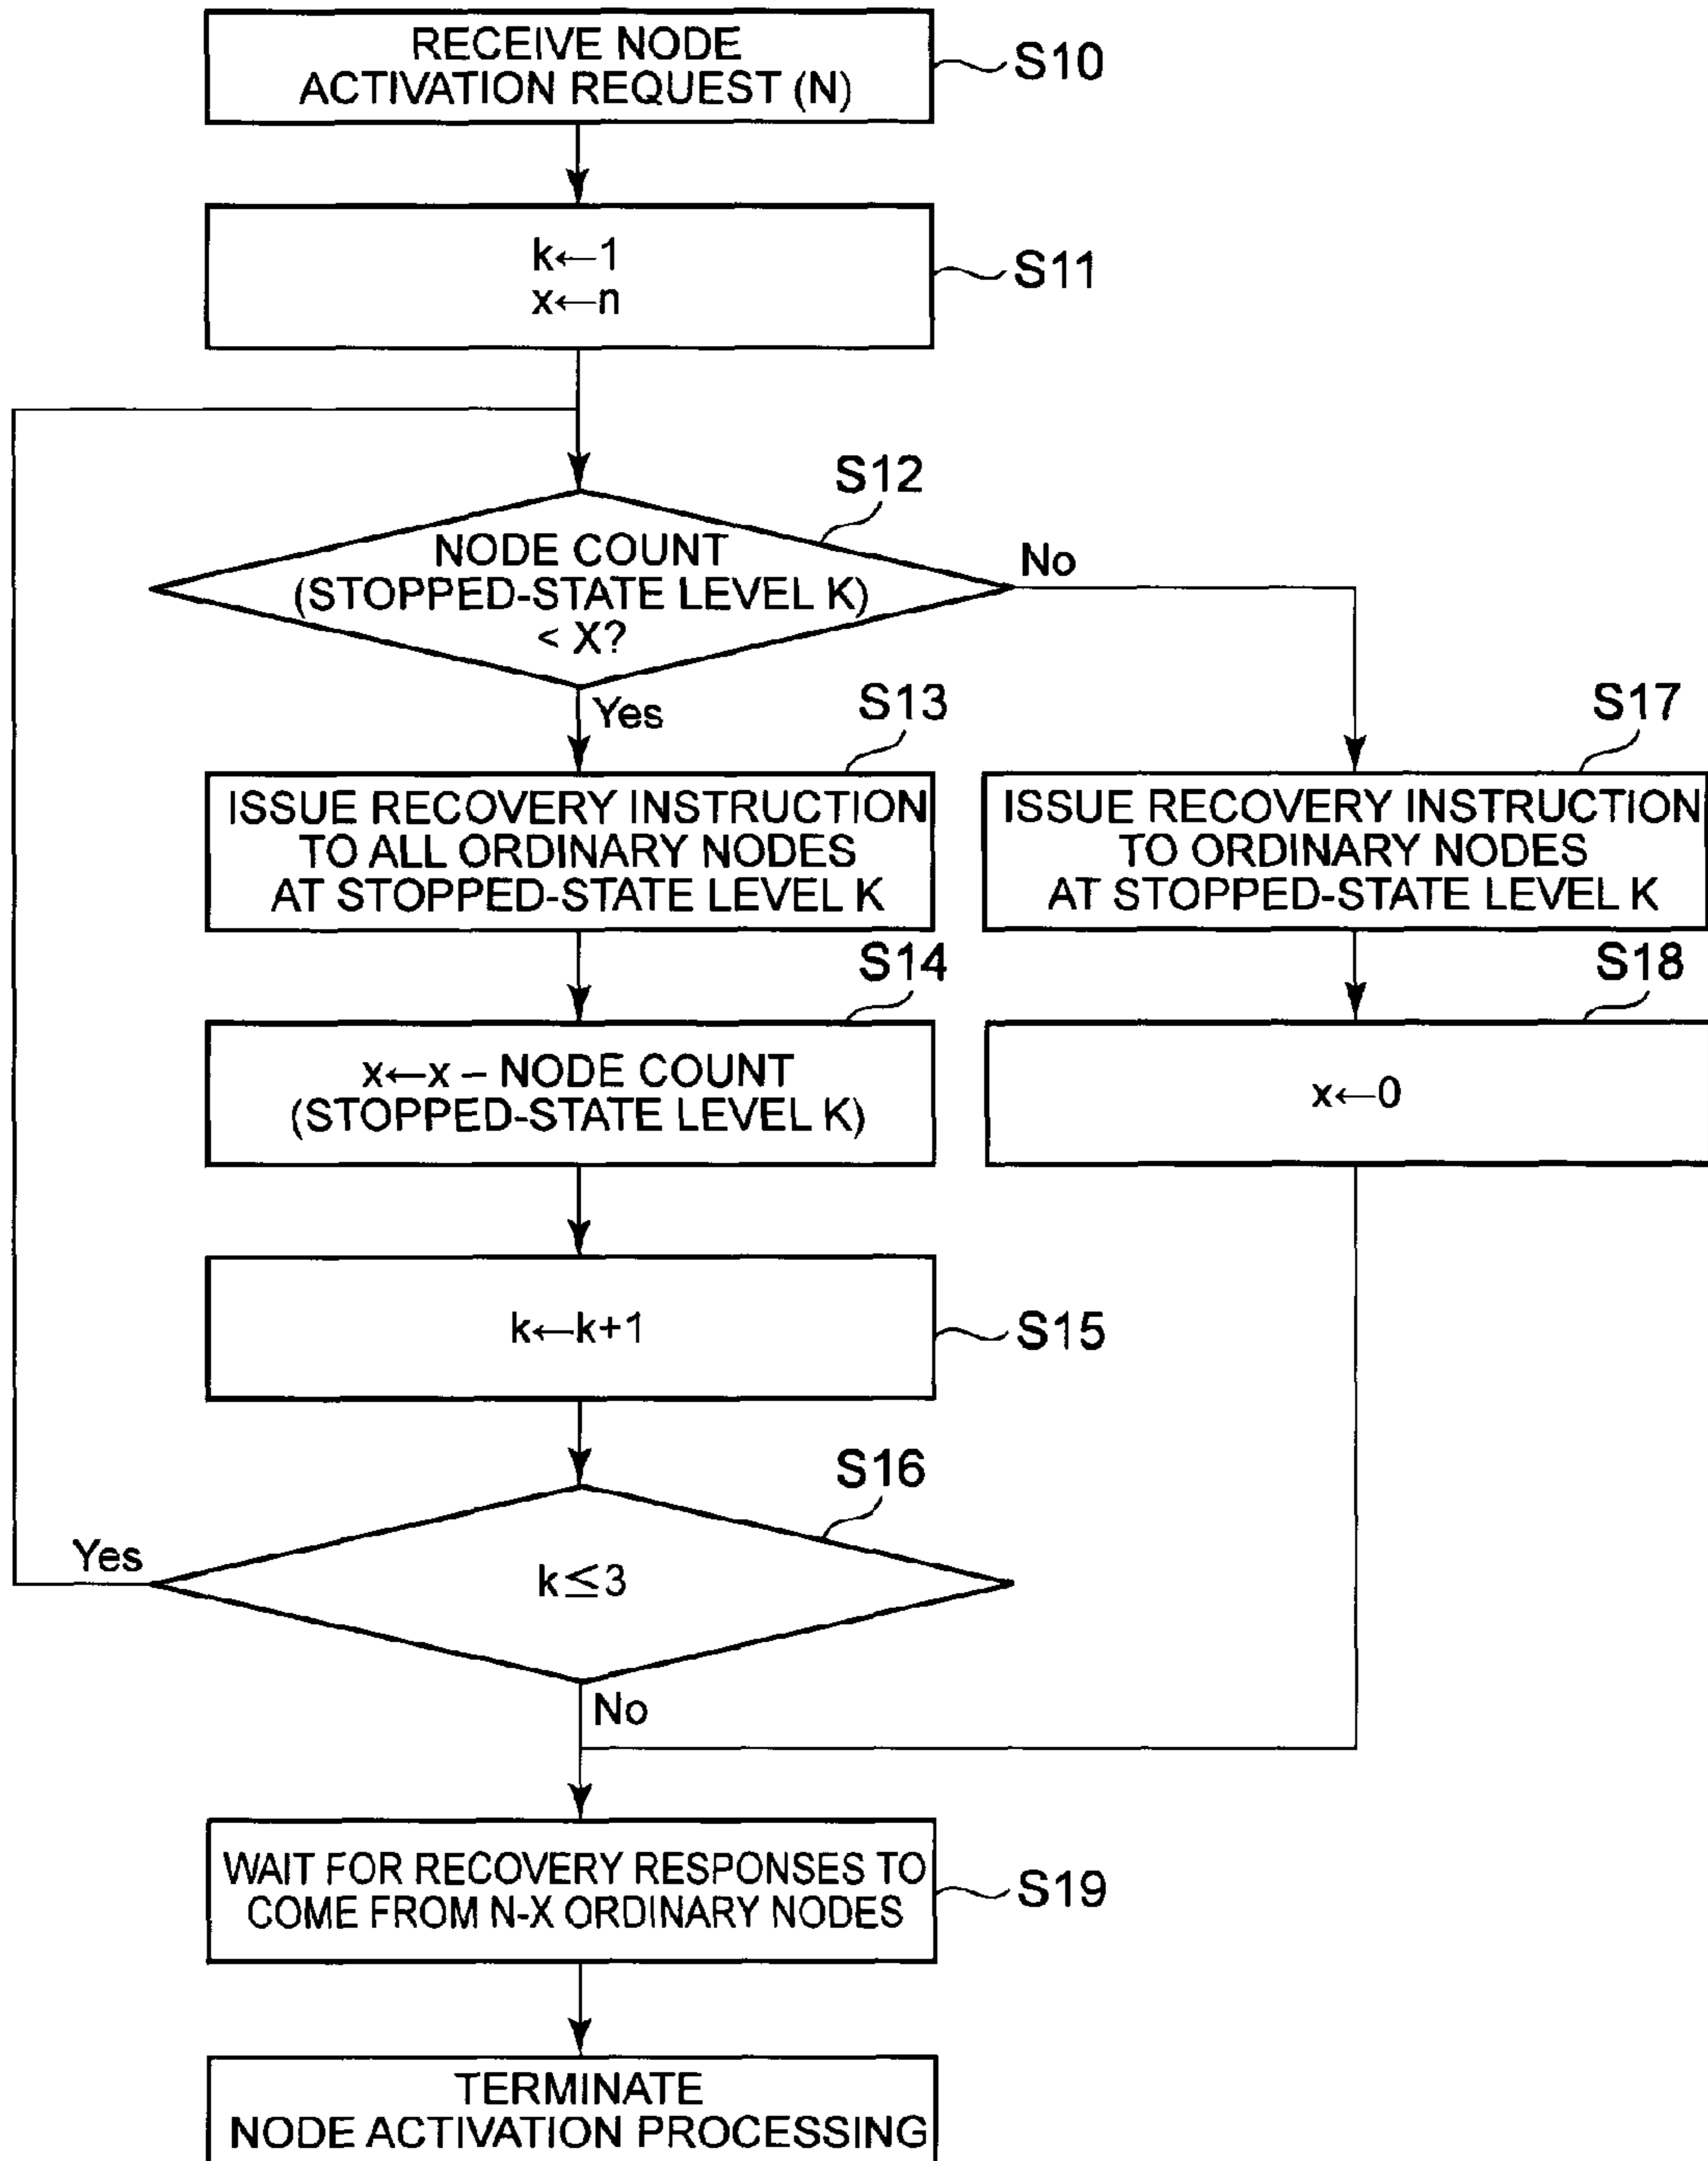 RECEIVE NODE
ACTIVATION REQUEST (N)
S10
k←1
x←n
S11
S12
NODE COUNT
(STOPPED-STATE LEVEL K)
< X?
No
Yes
S13
ISSUE RECOVERY INSTRUCTION
TO ALL ORDINARY NODES
AT STOPPED-STATE LEVEL K
S17
ISSUE RECOVERY INSTRUCTION
TO ORDINARY NODES
AT STOPPED-STATE LEVEL K
S14
x←x – NODE COUNT
(STOPPED-STATE LEVEL K)
S18
x←0
k←k+1
S15
S16
k≦3
Yes
No
WAIT FOR RECOVERY RESPONSES TO
COME FROM N-X ORDINARY NODES
S19
TERMINATE
NODE ACTIVATION PROCESSING